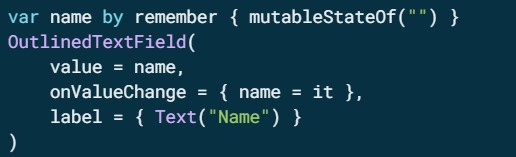 var name by remember { mutableStateOf("") }
OutlinedTextField(
    value = name,
    onValueChange = { name = it },
    label = { Text("Name") }
)